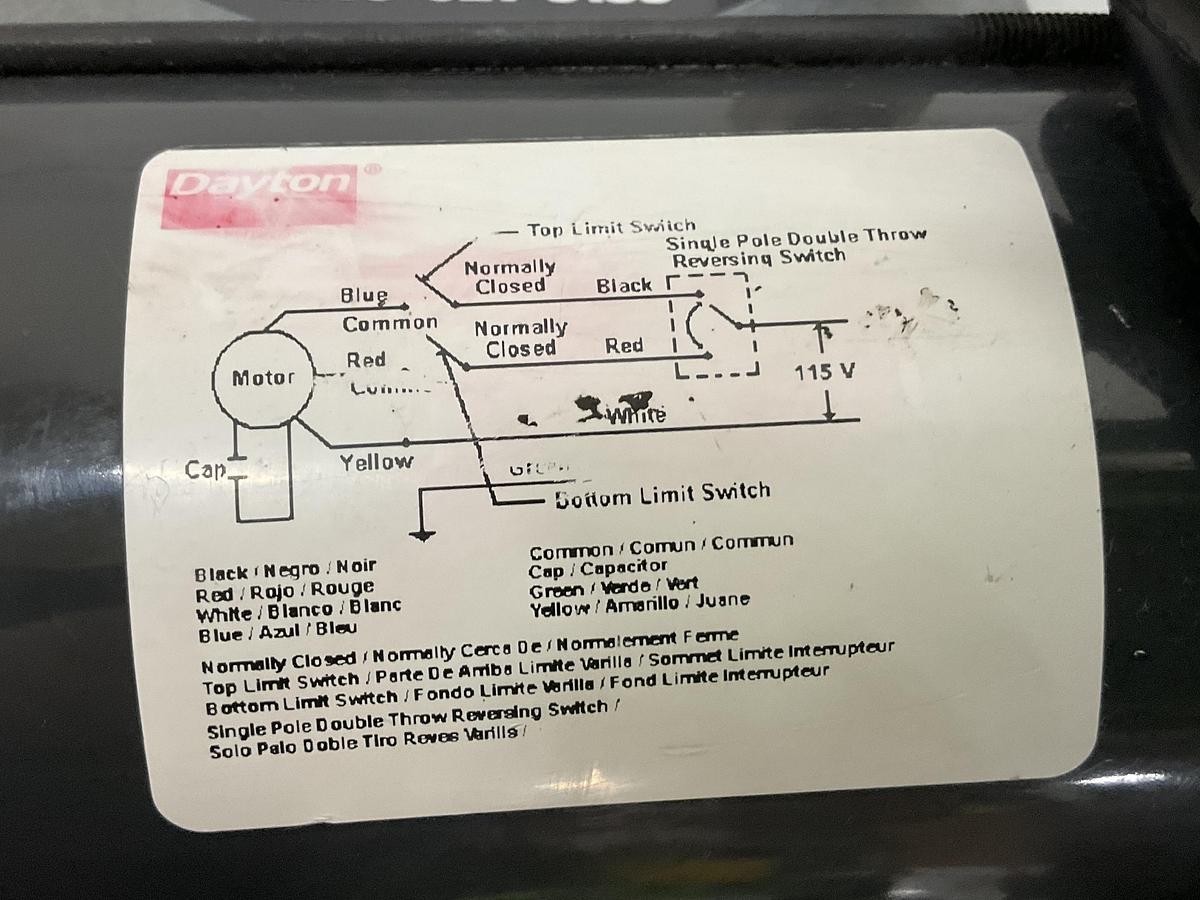 Dayton ®
Top Limit Switch
Single Pole Double Throw
Reversing Switch
Normally
Closed
Black
Blue
Common
Normally
Closed
Red
Red
Motor
115 V
White
Cap
Yellow
Bottom Limit Switch
Black / Negro / Noir
Red / Rojo / Rouge
White / Blanco / Blanc
Blue / Azul / Bleu
Common / Comun / Commun
Cap / Capacitor
Green / Verde / Vert
Yellow / Amarillo / Juane
Normally Closed / Normally Cerca De / Normalement Ferme
Top Limit Switch / Parte De Arriba Limite Varilla / Sommet Limite Interrupteur
Bottom Limit Switch / Fondo Limite Varilla / Fond Limite Interrupteur
Single Pole Double Throw Reversing Switch /
Solo Palo Doble Tiro Reves Varilla /